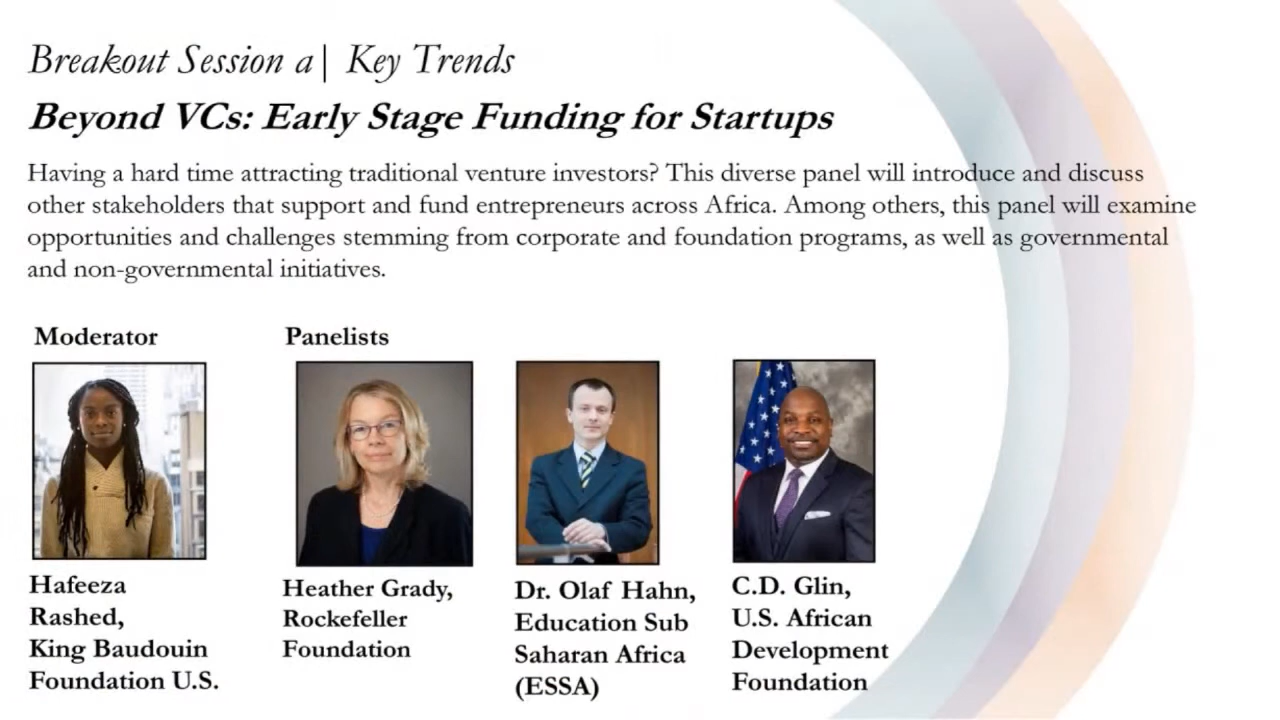 Breakout Session a| Key Trends
Beyond VCs: Early Stage Funding for Startups
Having a hard time attracting traditional venture investors? This diverse panel will introduce and discuss
other stakeholders that support and fund entrepreneurs across Africa. Among others, this panel will examine
opportunities and challenges stemming from corporate and foundation programs, as well as governmental
and non-governmental initiatives.
Moderator
Panelists
Hafeeza
Rashed,
King Baudouin
Foundation U.S.
Heather Grady,
Rockefeller
Foundation
Dr. Olaf Hahn,
Education Sub
Saharan Africa
(ESSA)
C.D. Glin,
U.S. African
Development
Foundation